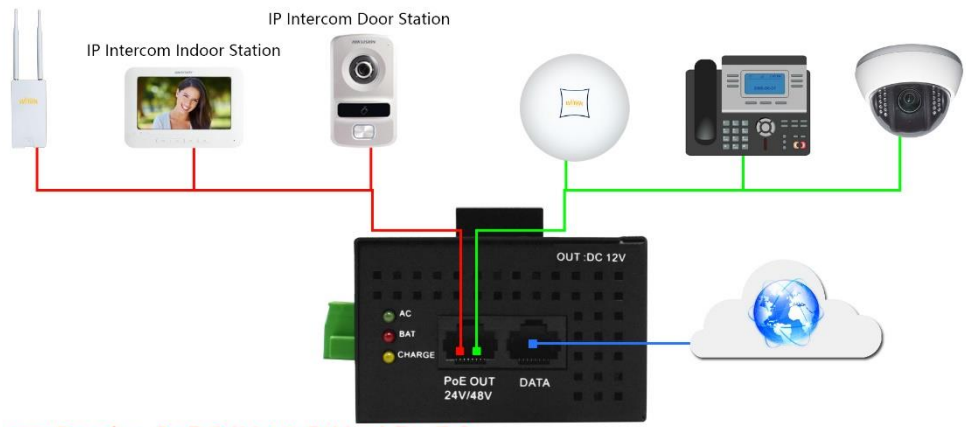 IP Intercom Door Station
IP Intercom Indoor Station
OUT :DC 12V
AC
BAT
CHARGE
PoE OUT
24V/48V
DATA